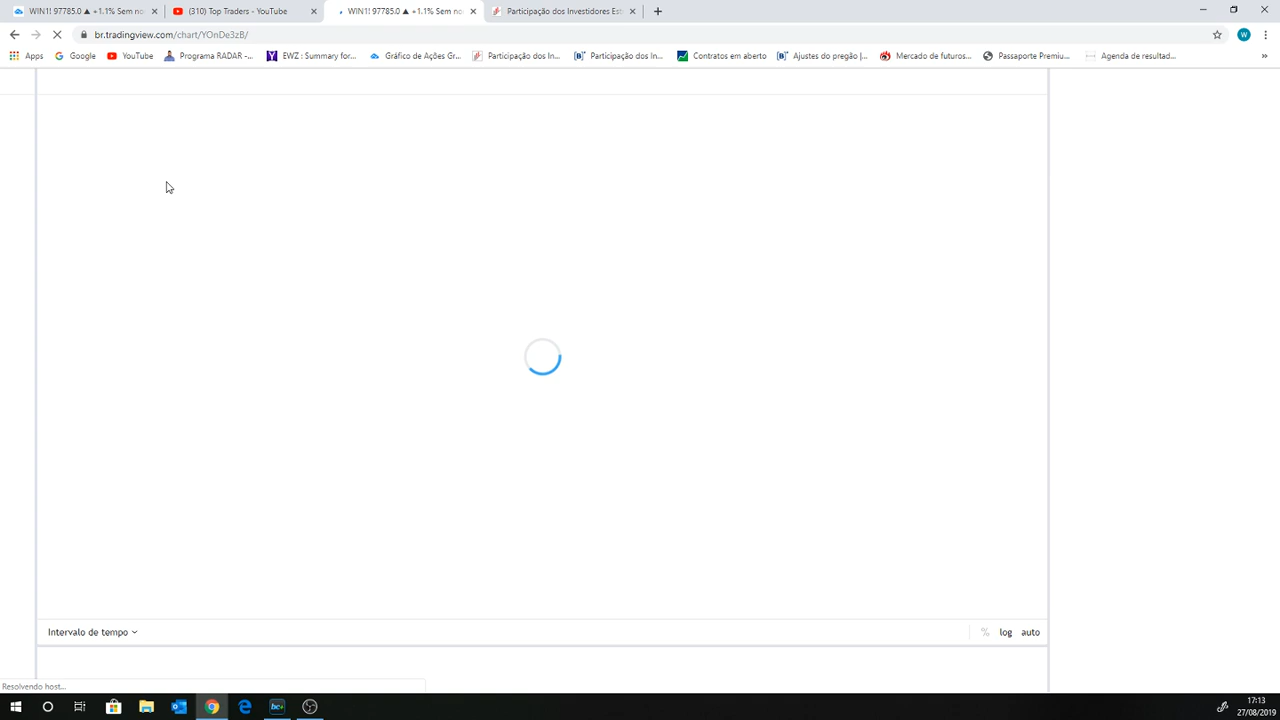 WIN1! 97785.0 ▲ +1.1% Sem no
(310) Top Traders - YouTube
WIN1! 97785.0 ▲ +1.1% Sem no
Participação dos Investidores Est
br.tradingview.com/chart/YOnDe3zB/
W
Apps
Google
YouTube
Programa RADAR -...
EWZ : Summary for...
Gráfico de Ações Gr...
Participação dos In...
Participação dos In...
Contratos em aberto
Ajustes do pregão |...
Mercado de futuros...
Passaporte Premiu...
Agenda de resultad...
»
Intervalo de tempo
%
log
auto
Resolvendo host...
17:13
27/08/2019